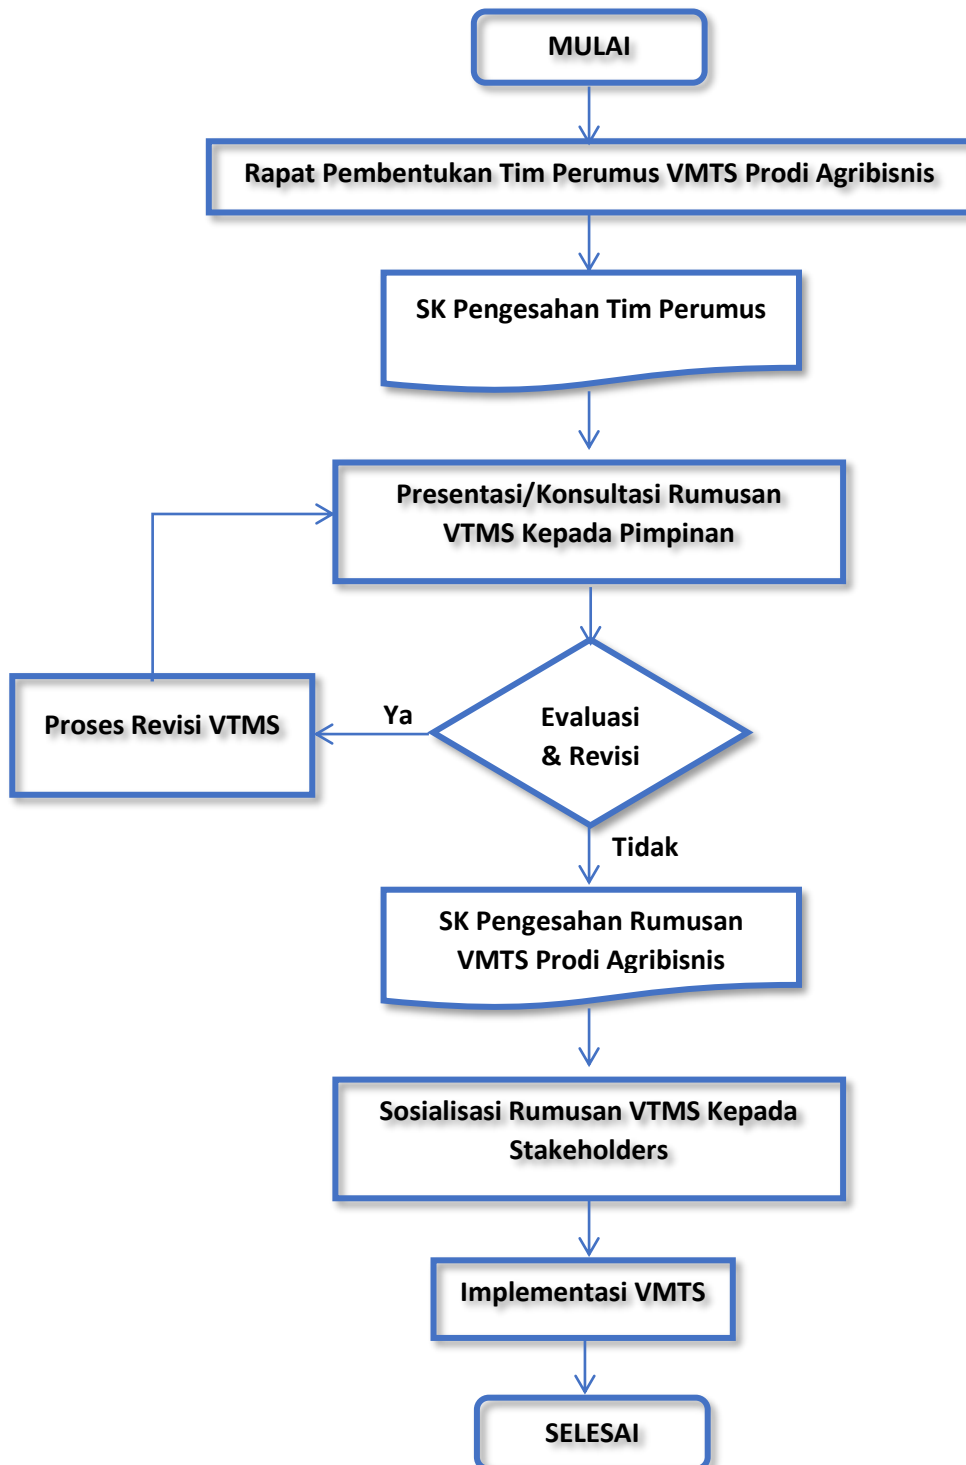 MULAI
Rapat Pembentukan Tim Perumus VMTS Prodi Agribisnis
SK Pengesahan Tim Perumus
Presentasi/Konsultasi Rumusan
VTMS Kepada Pimpinan
Proses Revisi VTMS
Ya
Evaluasi
& Revisi
Tidak
SK Pengesahan Rumusan
VMTS Prodi Agribisnis
Sosialisasi Rumusan VTMS Kepada
Stakeholders
Implementasi VMTS
SELESAI